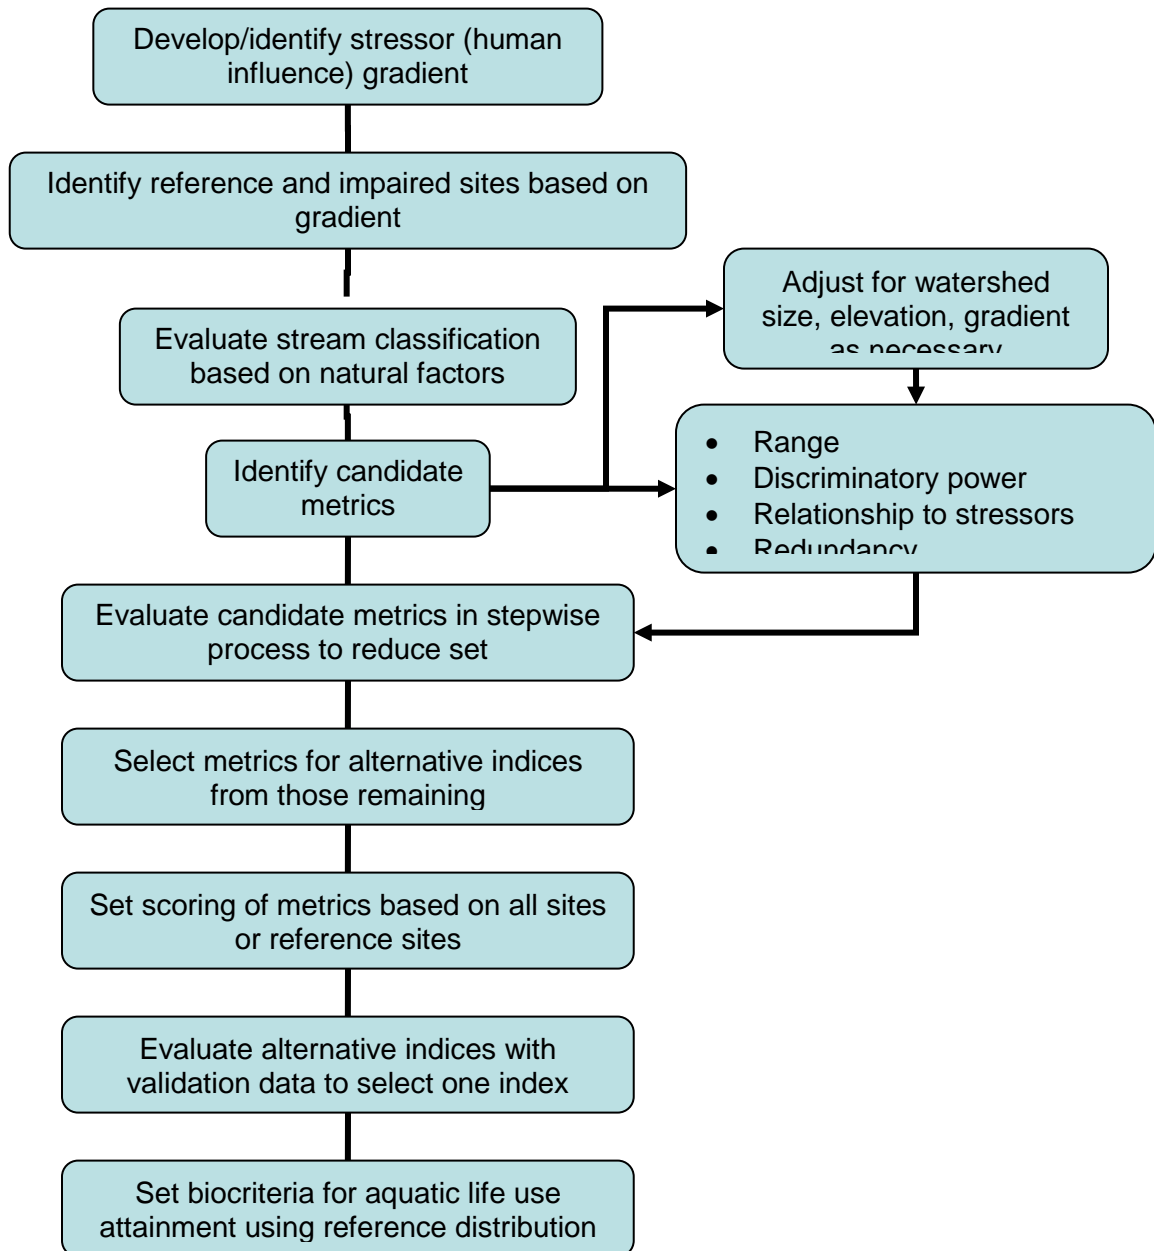 Develop/identify stressor (human
influence) gradient
Identify reference and impaired sites based on
gradient
Evaluate stream classification
based on natural factors
Identify candidate
metrics
Adjust for watershed
size, elevation, gradient
as necessary
• Range
• Discriminatory power
• Relationship to stressors
• Redundancy
Evaluate candidate metrics in stepwise
process to reduce set
Select metrics for alternative indices
from those remaining
Set scoring of metrics based on all sites
or reference sites
Evaluate alternative indices with
validation data to select one index
Set biocriteria for aquatic life use
attainment using reference distribution